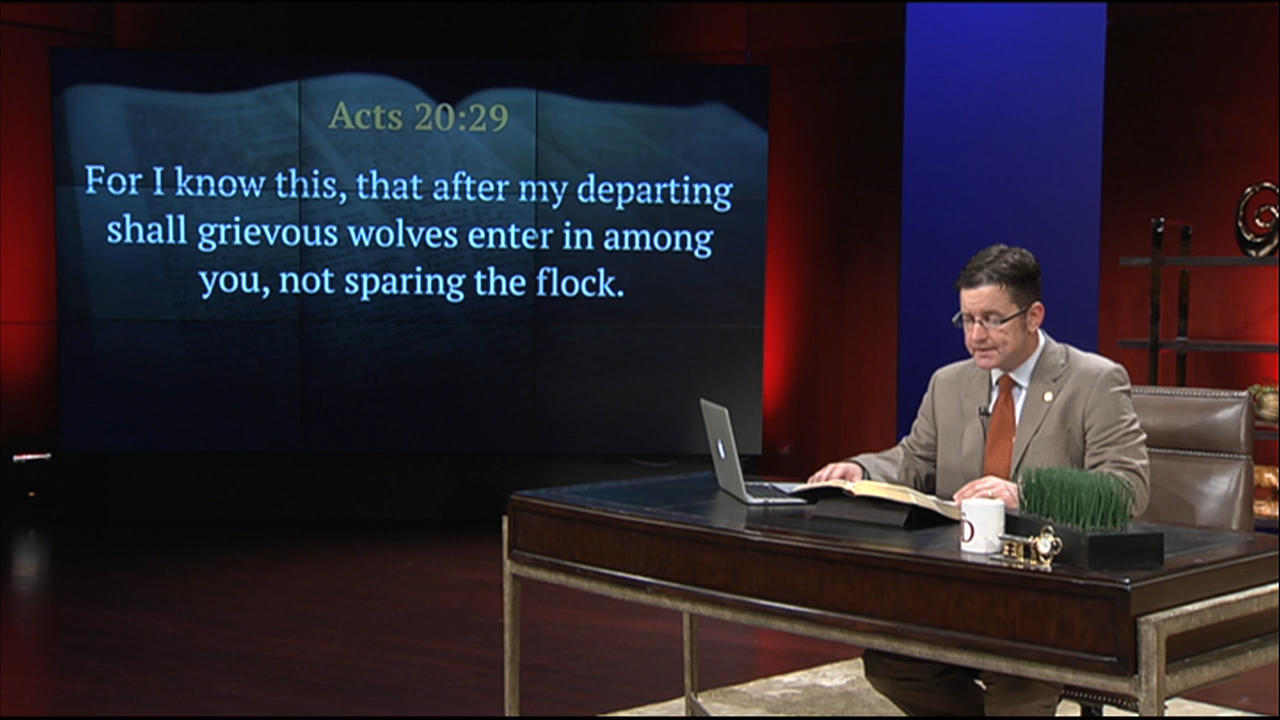 Acts 20:29
For I know this, that after my departing
shall grievous wolves enter in among
you, not sparing the flock.